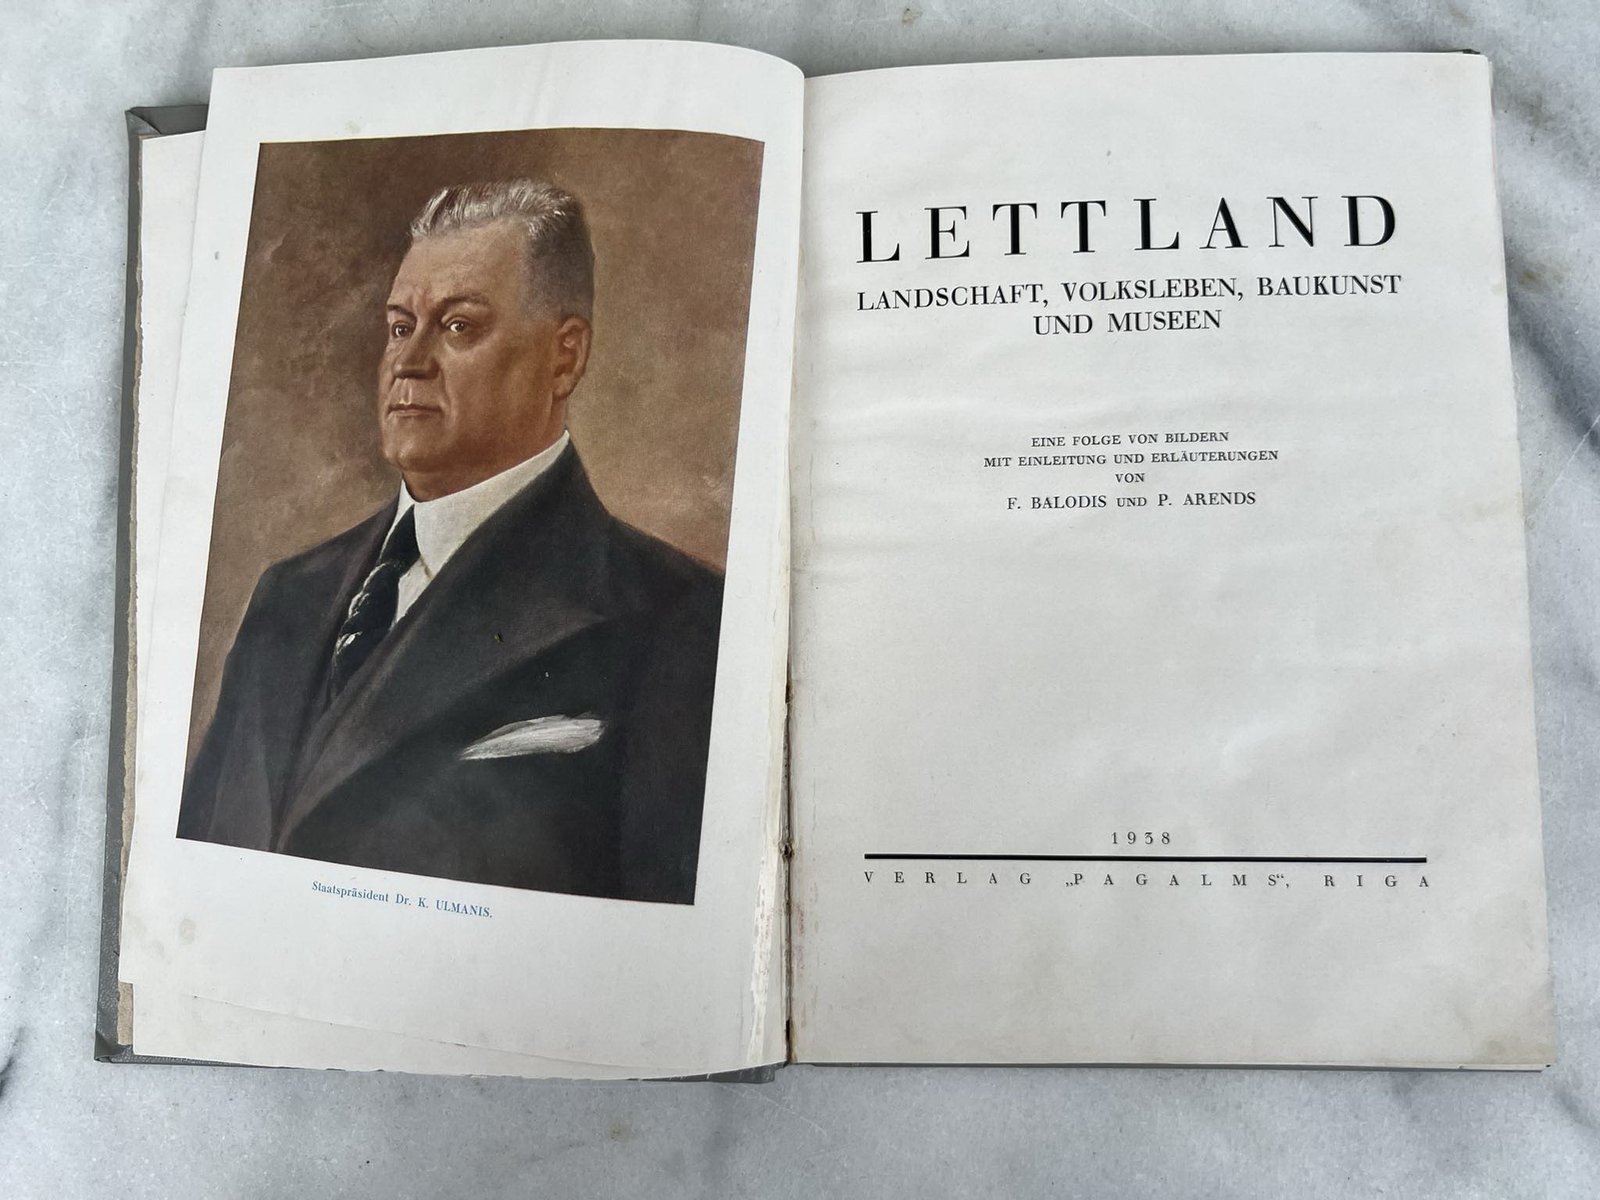 Staatspräsident Dr. K. ULMANIS.
LETTLAND
LANDSCHAFT, VOLKSLEBEN, BAUKUNST
UND MUSEEN
EINE FOLGE VON BILDERN
MIT EINLEITUNG UND ERLÄUTERUNGEN
VON
F. BALODIS UND P. ARENDS
1938
VERLAG „PAGALMS“, RIGA